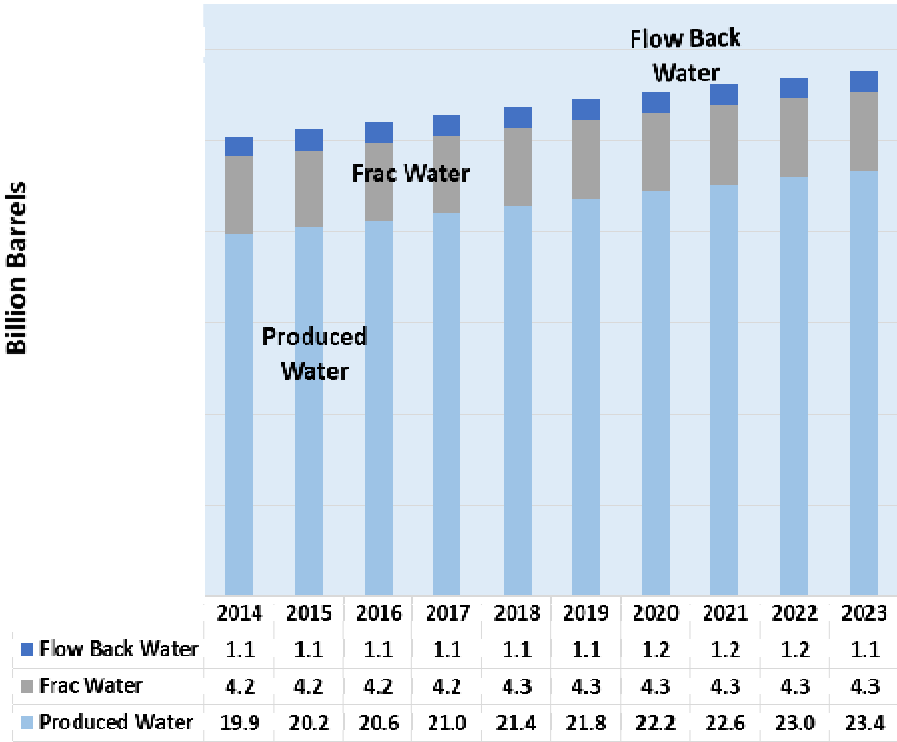 Flow Back
Water
Frac Water
Produced
Water
Billion Barrels
2014 2015 2016 2017 2018 2019 2020 2021 2022 2023
Flow Back Water 1.1 1.1 1.1 1.1 1.1 1.1 1.2 1.2 1.2 1.1
Frac Water 4.2 4.2 4.2 4.2 4.3 4.3 4.3 4.3 4.3 4.3
Produced Water 19.9 20.2 20.6 21.0 21.4 21.8 22.2 22.6 23.0 23.4